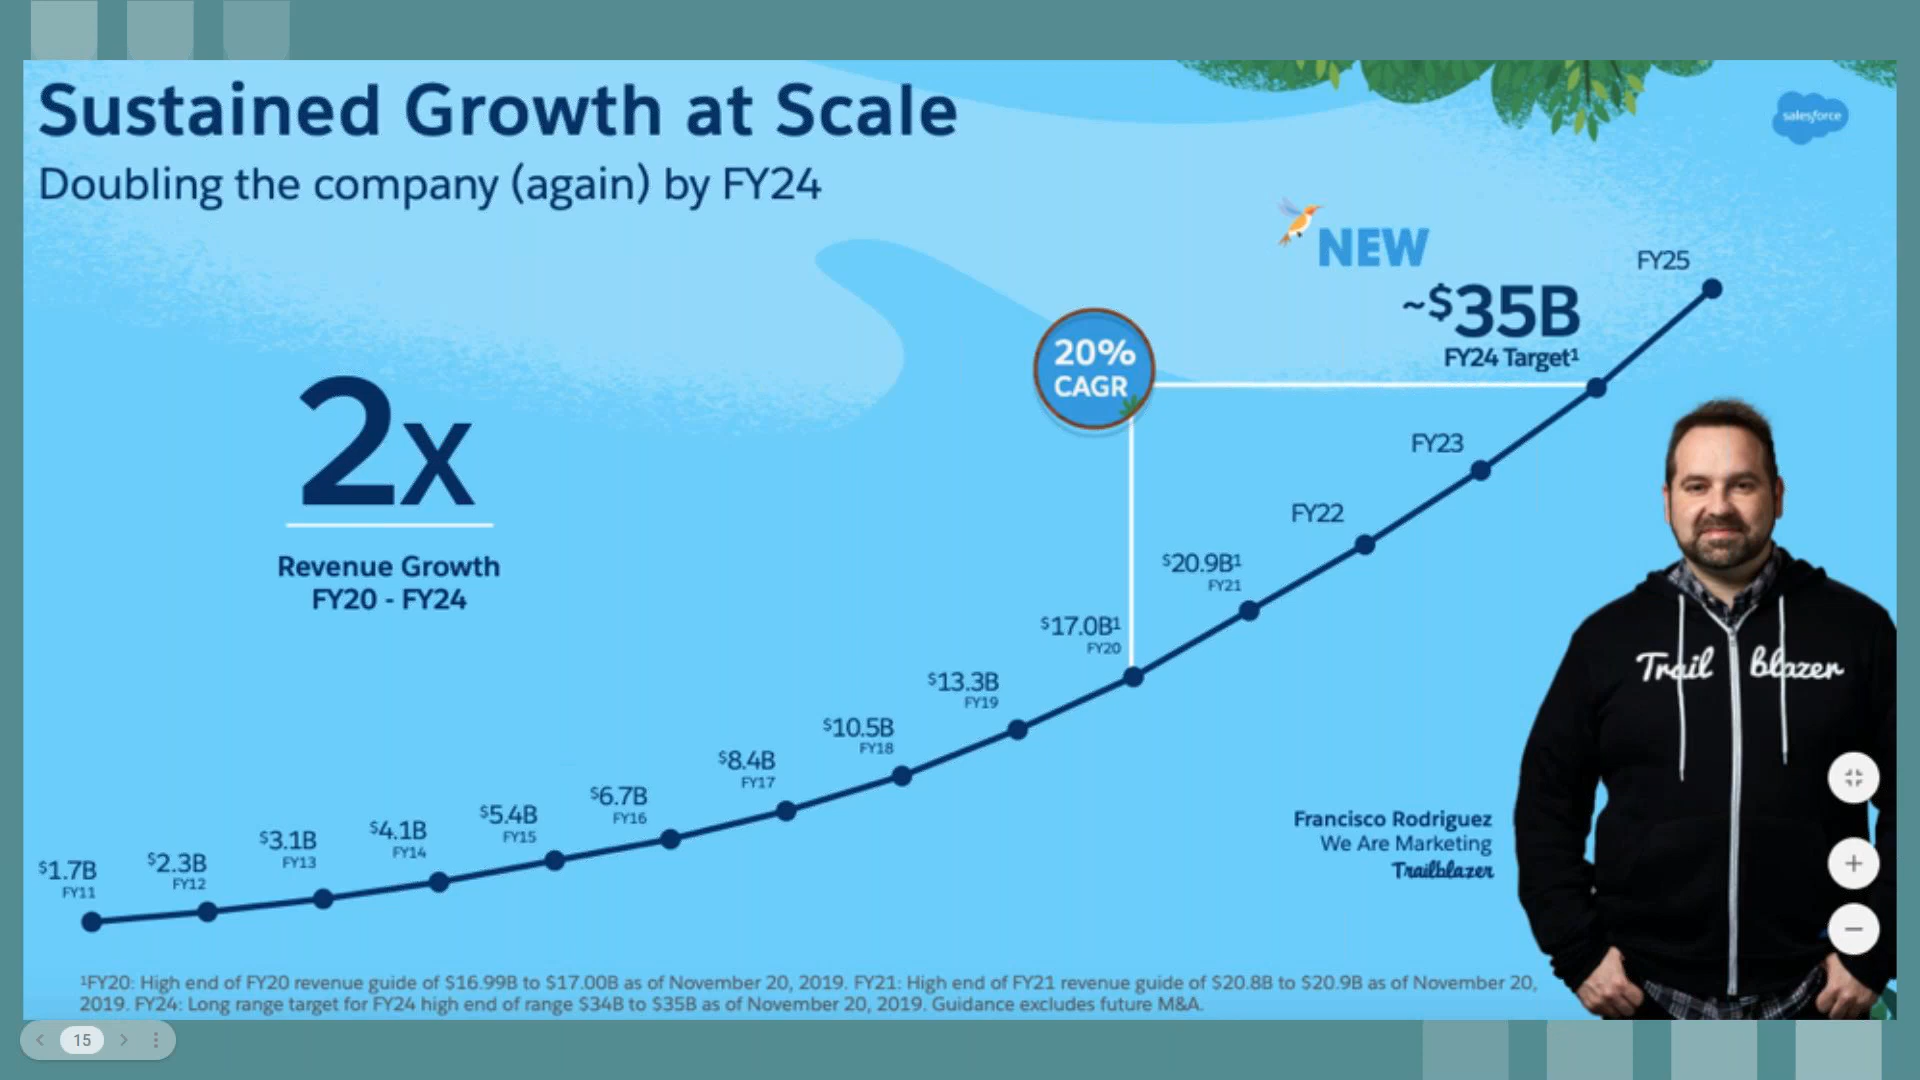 Sustained Growth at Scale
Doubling the company (again) by FY24
salesforce
NEW
~$35B
FY24 Target¹
FY25
20%
CAGR
2x
Revenue Growth
FY20 - FY24
FY23
FY22
$20.9B¹
FY21
$17.0B¹
FY20
$13.3B
FY19
$10.5B
FY18
$8.4B
FY17
$6.7B
FY16
$5.4B
FY15
$4.1B
FY14
$3.1B
FY13
$2.3B
FY12
$1.7B
FY11
Trail blazer
Francisco Rodriguez
We Are Marketing
Trailblazer
¹FY20: High end of FY20 revenue guide of $16.99B to $17.00B as of November 20, 2019. FY21: High end of FY21 revenue guide of $20.8B to $20.9B as of November 20,
2019. FY24: Long range target for FY24 high end of range $34B to $35B as of November 20, 2019. Guidance excludes future M&A.
15